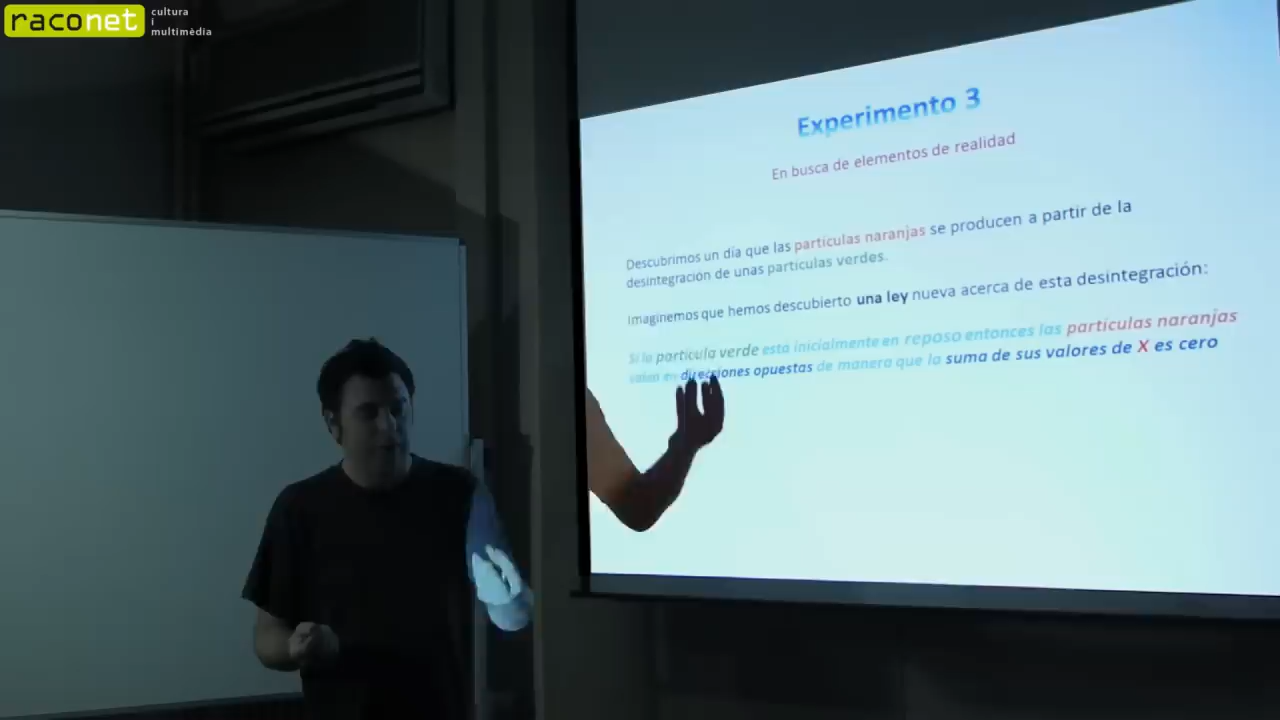 raconet
cultura
i
multimèdia
Experimento 3
En busca de elementos de realidad
Descubrimos un día que las partículas naranjas se producen a partir de la
desintegración de unas partículas verdes.
Imaginemos que hemos descubierto una ley nueva acerca de esta desintegración:
Si la partícula verde está inicialmente en reposo entonces las partículas naranjas
salen en direcciones opuestas de manera que la suma de sus valores de X es cero